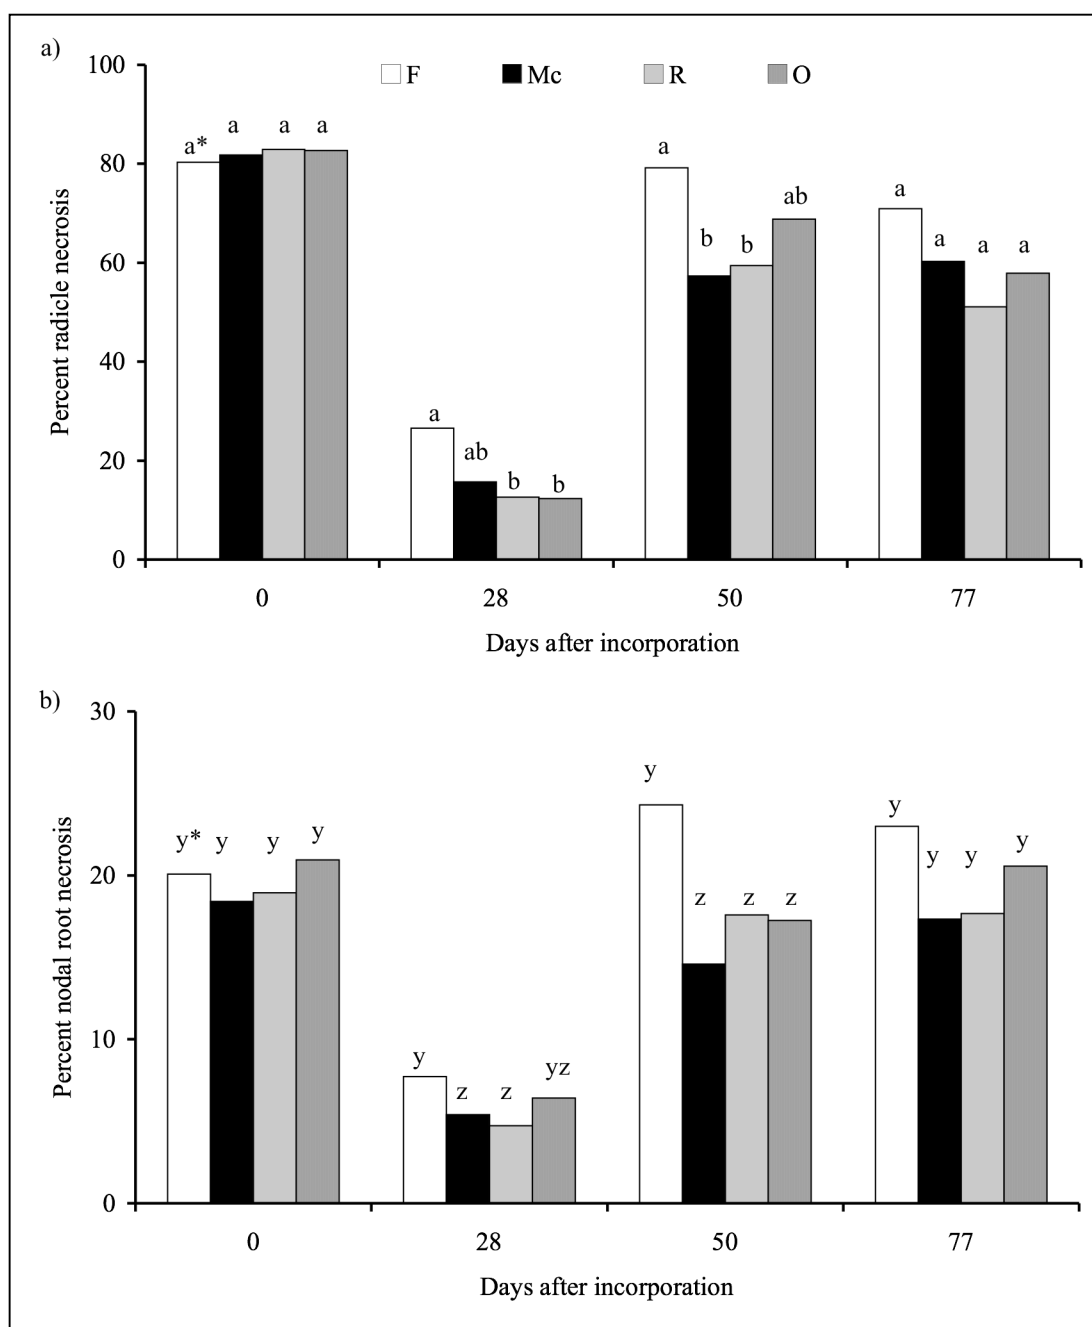 a)
100
F Mc R O
a* a a a
80
a b b ab
a a a a
60
40
a ab b b
20
0
Percent radicle necrosis
0 28 50 77
Days after incorporation
b)
30
y z z z
y y y y
y* y y y
20
10
y z z yz
0
Percent nodal root necrosis
0 28 50 77
Days after incorporation